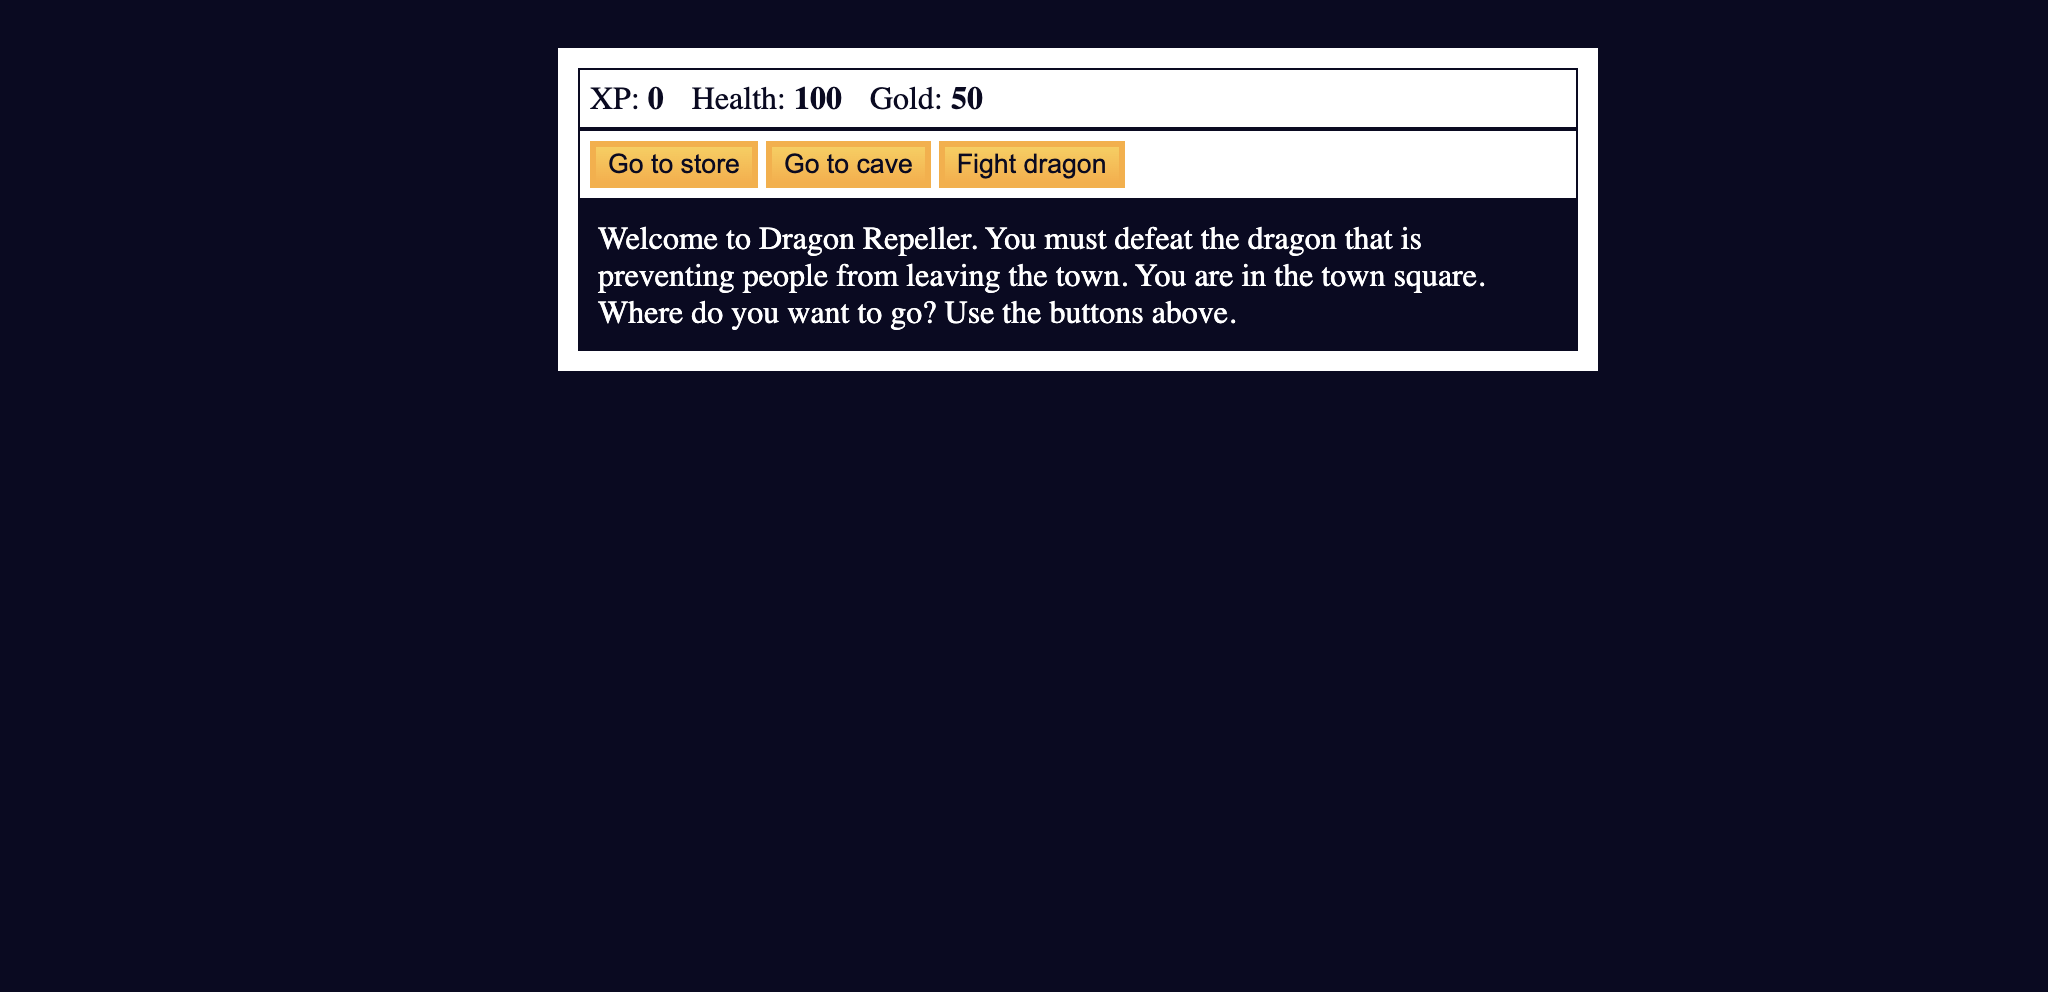 XP: 0 Health: 100 Gold: 50
Go to store Go to cave Fight dragon
Welcome to Dragon Repeller. You must defeat the dragon that is
preventing people from leaving the town. You are in the town square.
Where do you want to go? Use the buttons above.